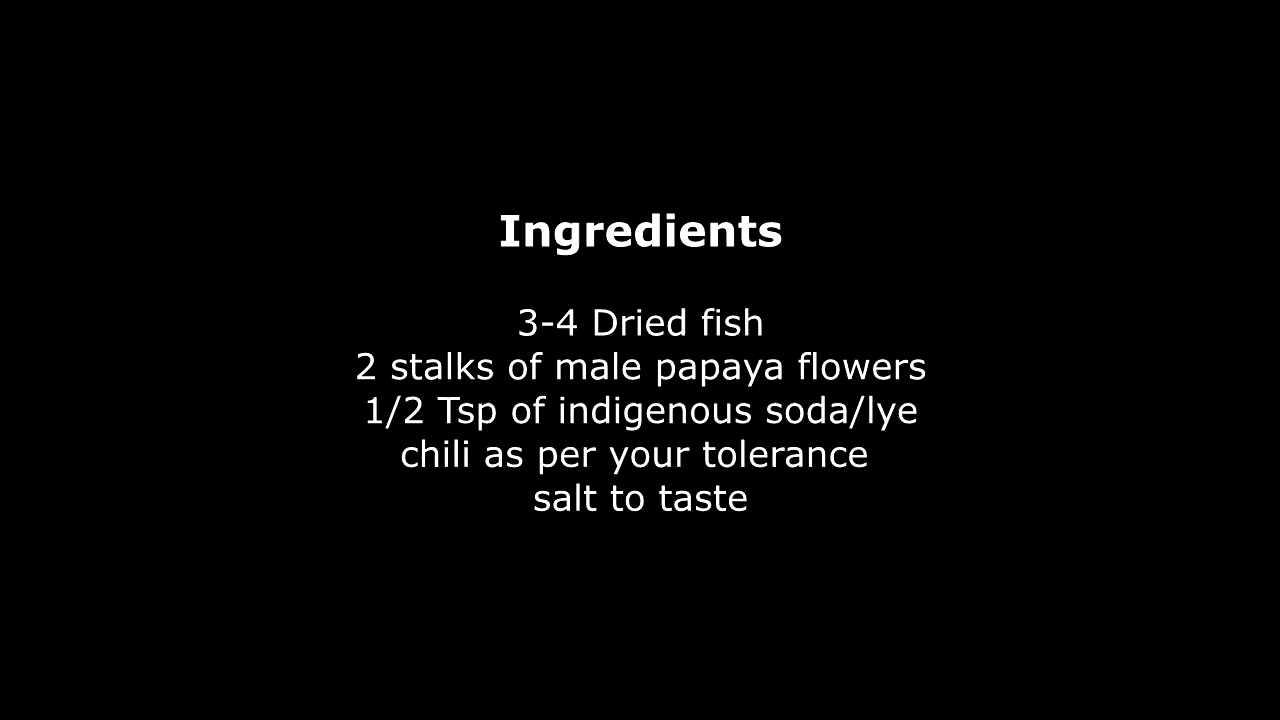 Ingredients
3-4 Dried fish
2 stalks of male papaya flowers
1/2 Tsp of indigenous soda/lye
chili as per your tolerance
salt to taste